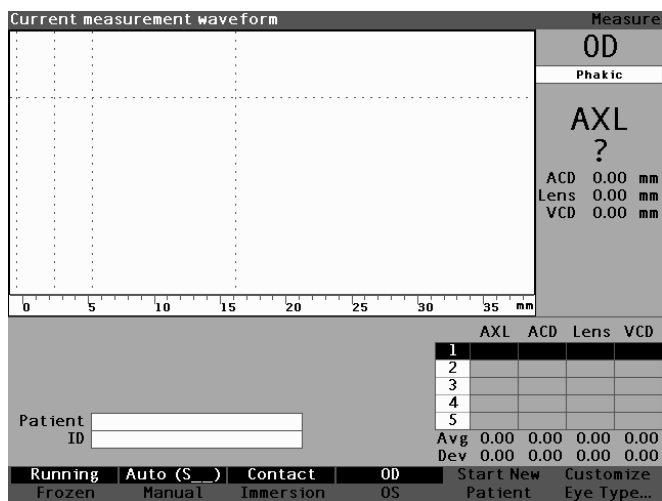 Current measurement waveform
Measure
OD
Phakic
AXL
?
ACD 0.00 mm
Lens 0.00 mm
VCD 0.00 mm
0 5 10 15 20 25 30 35 mm
AXL ACD Lens VCD
1
2
3
4
5
Patient
ID
Avg 0.00 0.00 0.00 0.00
Dev 0.00 0.00 0.00 0.00
Running Auto (S__) Contact OD Start New Customize
Frozen Manual Immersion OS Patient Eye Type...